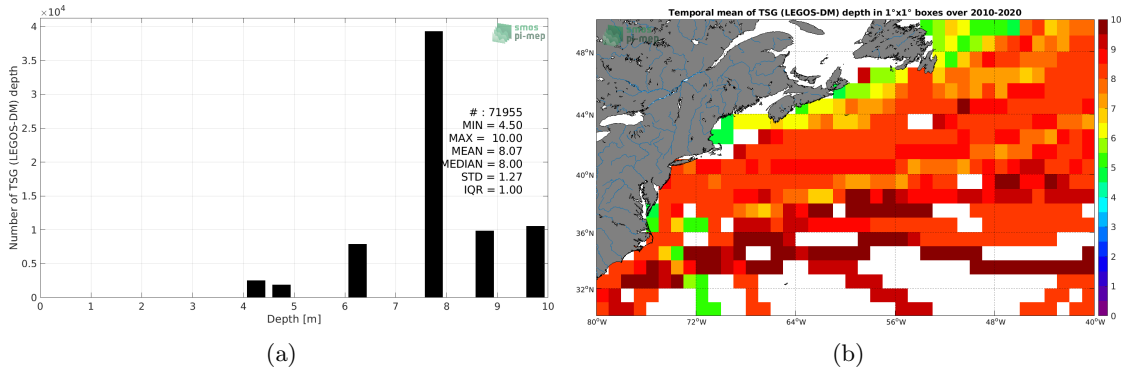 ×10⁴
4
3.5
3
2.5
2
1.5
1
0.5
0
Number of TSG (LEGOS-DM) depth
smos
pi-mep
# : 71955
MIN = 4.50
MAX = 10.00
MEAN = 8.07
MEDIAN = 8.00
STD = 1.27
IQR = 1.00
0 1 2 3 4 5 6 7 8 9 10
Depth [m]
(a)
Temporal mean of TSG (LEGOS-DM) depth in 1°x1° boxes over 2010-2020
smos
pi-mep
48°N
44°N
40°N
36°N
32°N
80°W 72°W 64°W 56°W 48°W 40°W
10
9
8
7
6
5
4
3
2
1
0
(b)